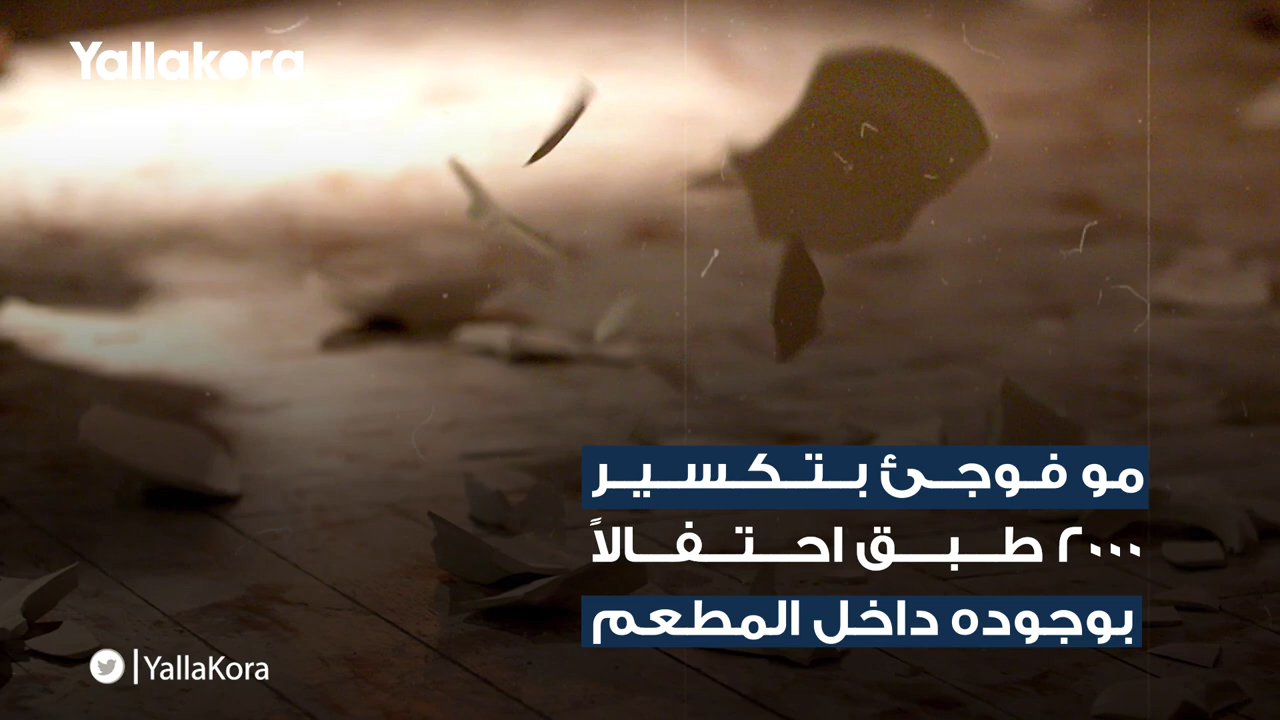 Yallakora
مو فوجئ بتكسير
٢٠٠٠ طبق احتفالاً
بوجوده داخل المطعم
YallaKora